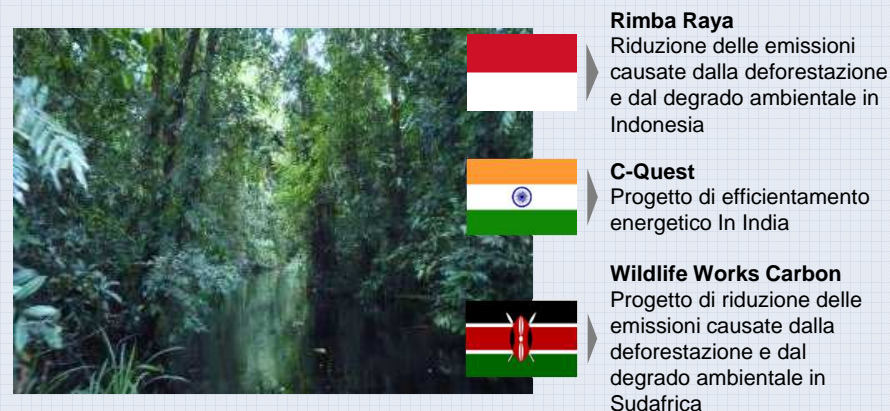 Rimba Raya
Riduzione delle emissioni
causate dalla deforestazione
e dal degrado ambientale in
Indonesia
C-Quest
Progetto di efficientamento
energetico In India
Wildlife Works Carbon
Progetto di riduzione delle
emissioni causate dalla
deforestazione e dal
degrado ambientale in
Sudafrica